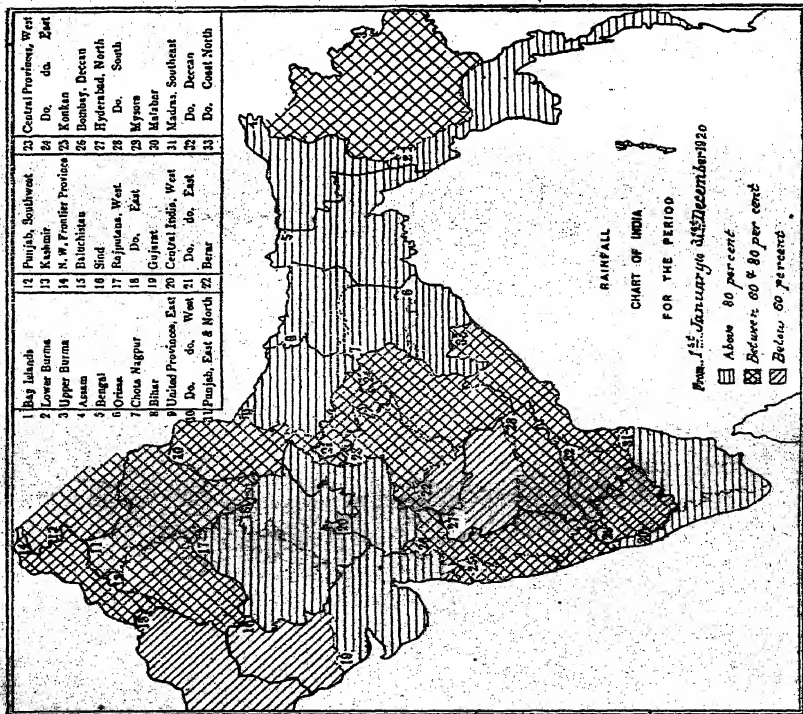 1 Bay Islands
2 Lower Burma
3 Upper Burma
4 Assam
5 Bengal
6 Orissa
7 Chota Nagpur
8 Bihar
9 United Provinces, East
10 Do. do. West
11 Punjab, East & North
12 Punjab, Southwest
13 Kashmir
14 N. W. Frontier Province
15 Baluchistan
16 Sind
17 Rajputana, West
18 Do. East
19 Gujarat
20 Central India, West
21 Do. do. East
22 Berar
23 Central Provinces, West
24 Do. do. East
25 Konkan
26 Bombay, Deccan
27 Hyderabad, North
28 Do. South
29 Mysore
30 Malabar
31 Madras, Southeast
32 Do. Deccan
33 Do. Coast North
RAINFALL
CHART OF INDIA
FOR THE PERIOD
From 1st January to 31st December 1920
Above 80 per cent
Between 60 & 80 per cent
Below 60 per cent.